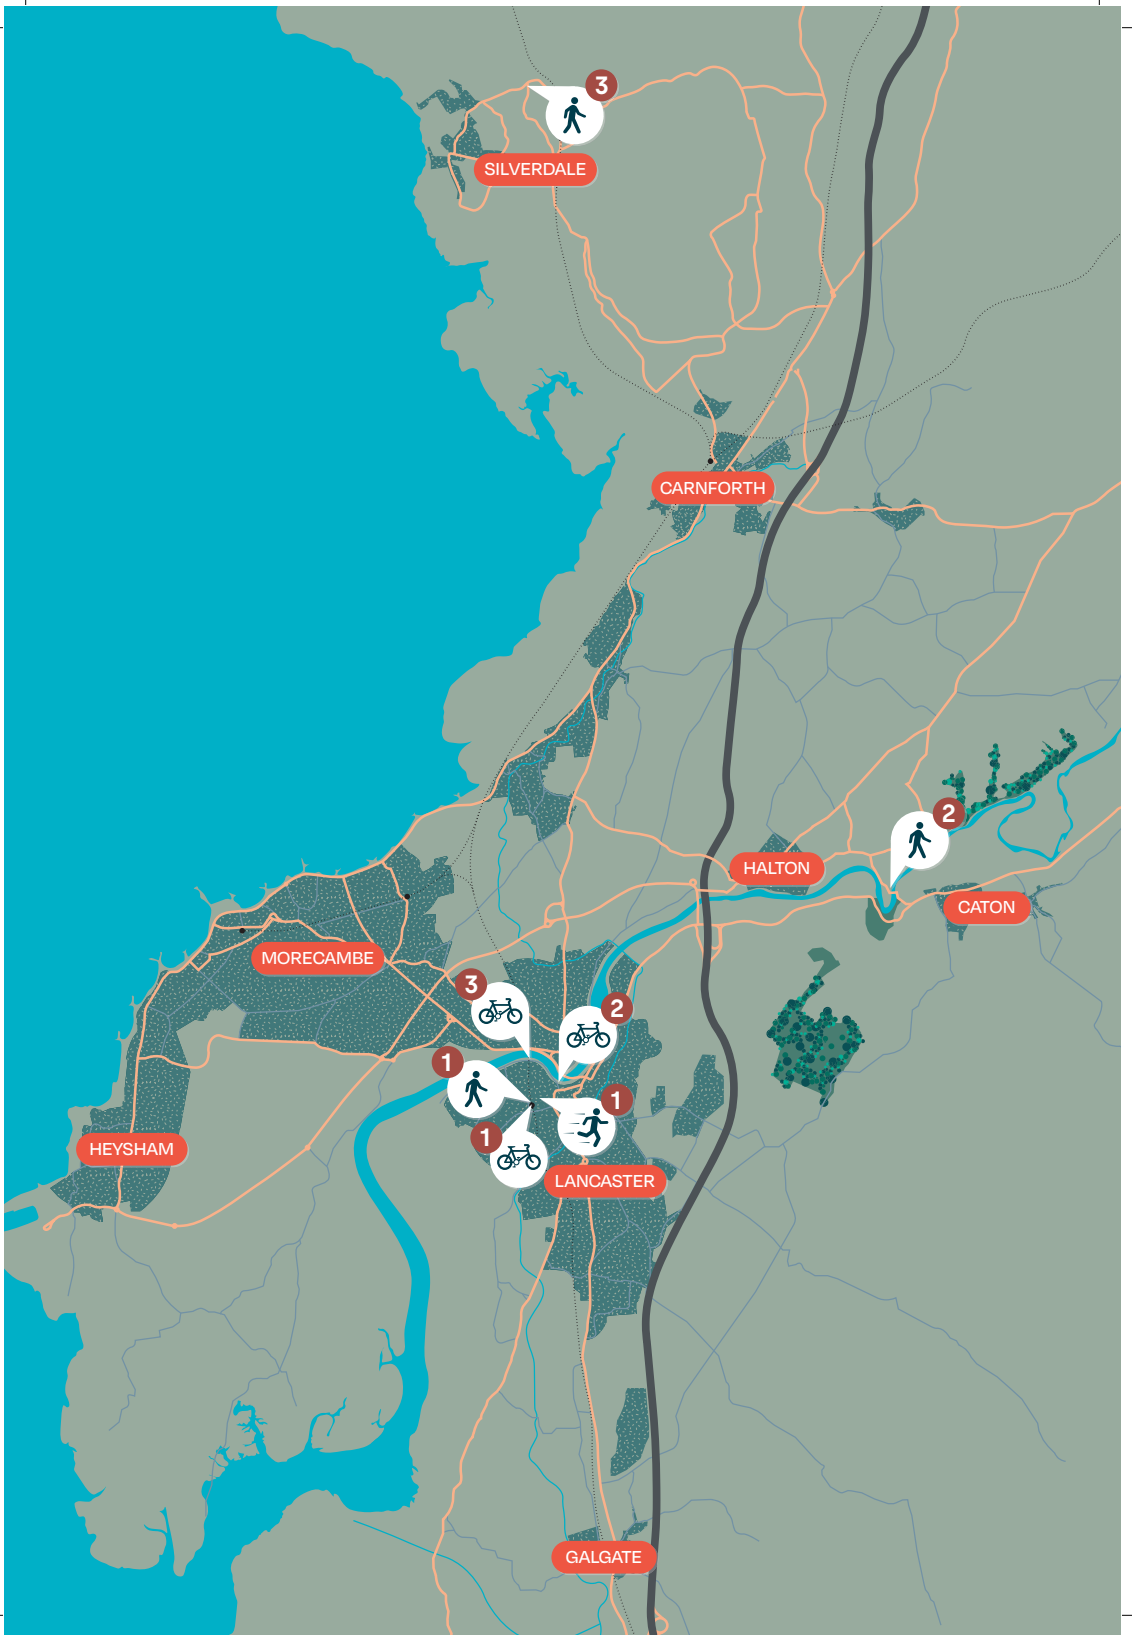 3
SILVERDALE
CARNFORTH
2
HALTON
CATON
MORECAMBE
3
2
1
1
1
HEYSHAM
LANCASTER
GALGATE